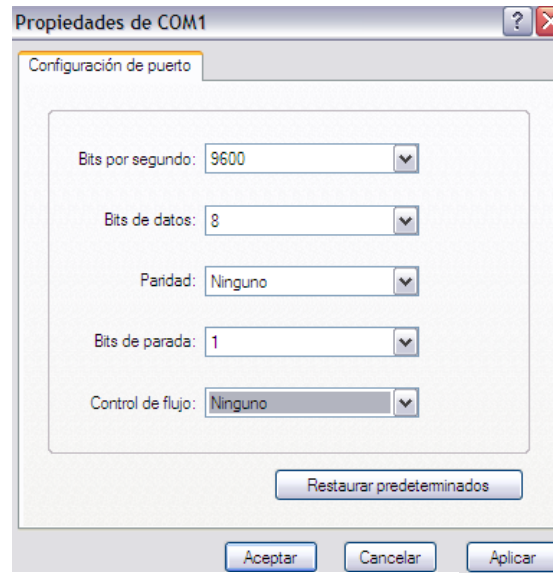 Propiedades de COM1
Configuración de puerto
Bits por segundo: 9600
Bits de datos: 8
Paridad: Ninguno
Bits de parada: 1
Control de flujo: Ninguno
Restaurar predeterminados
Aceptar Cancelar Aplicar